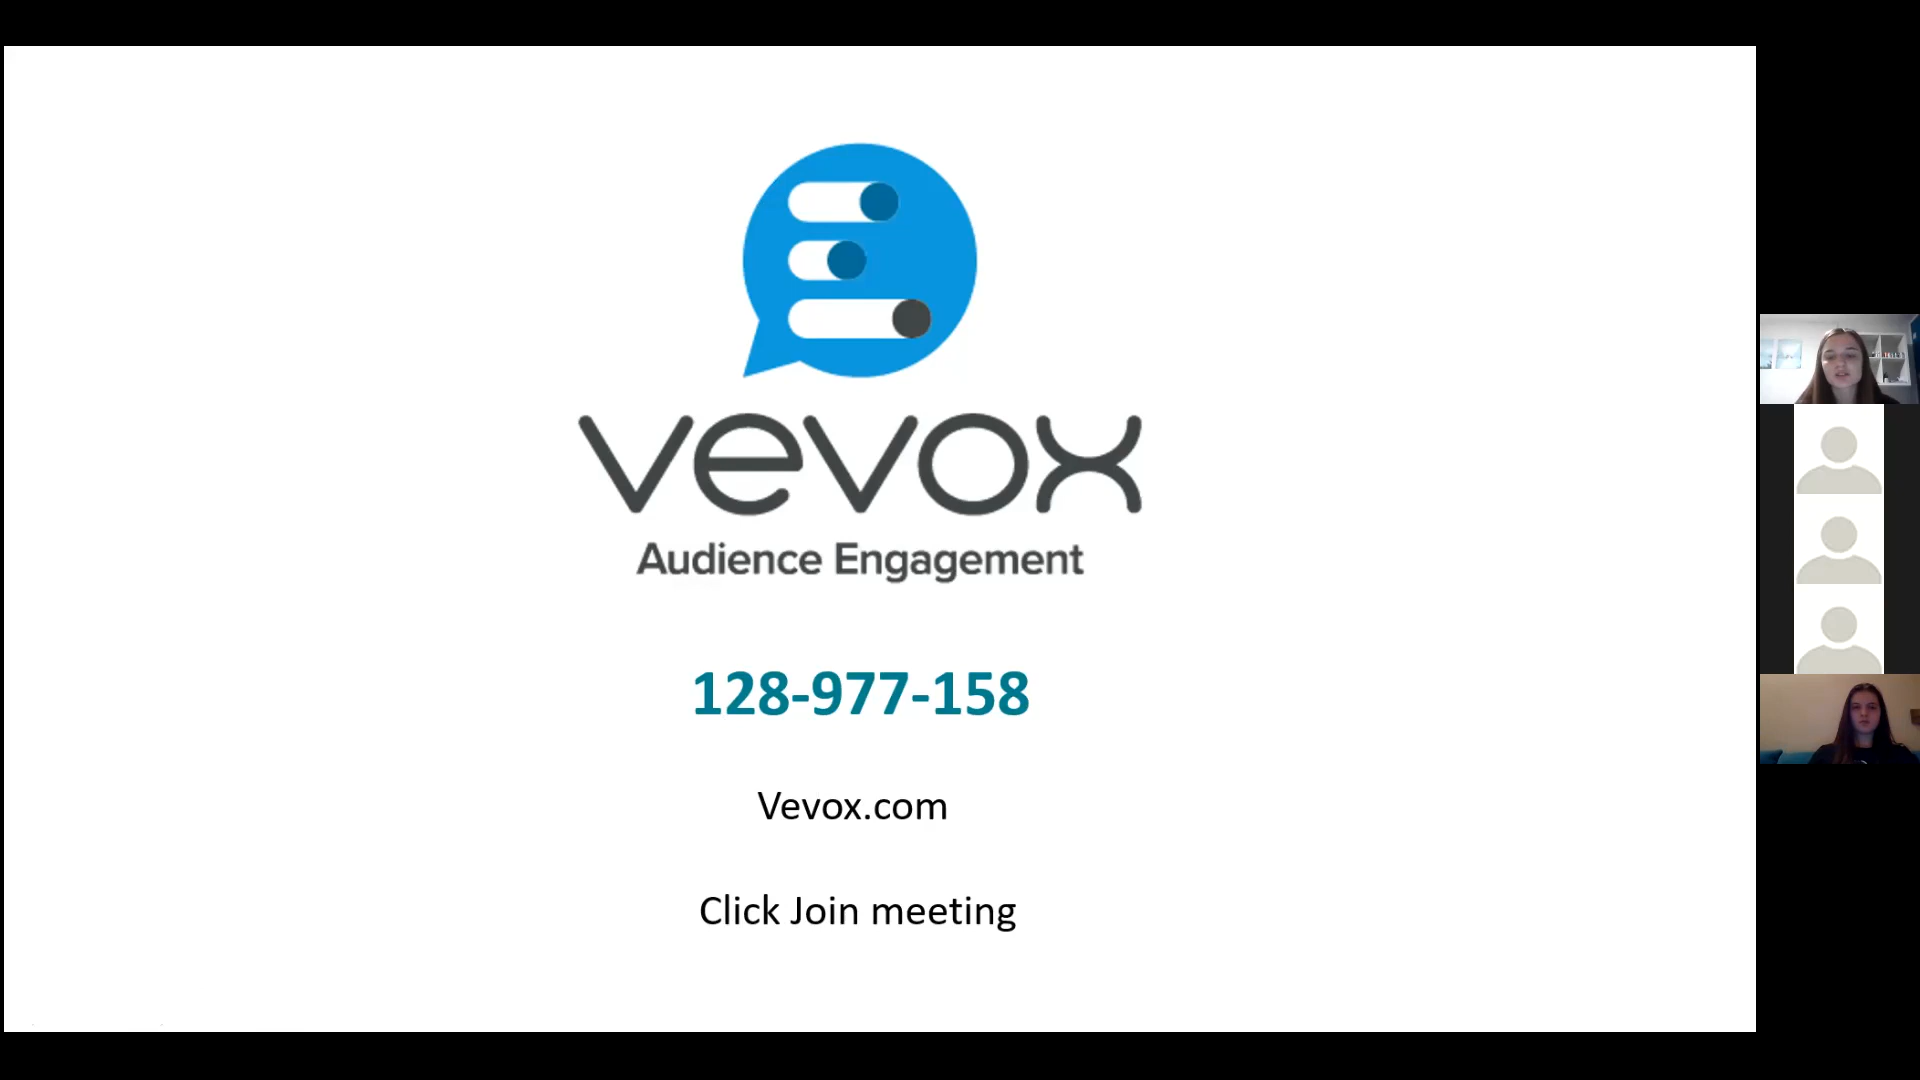 vevox
Audience Engagement
128-977-158
Vevox.com
Click Join meeting